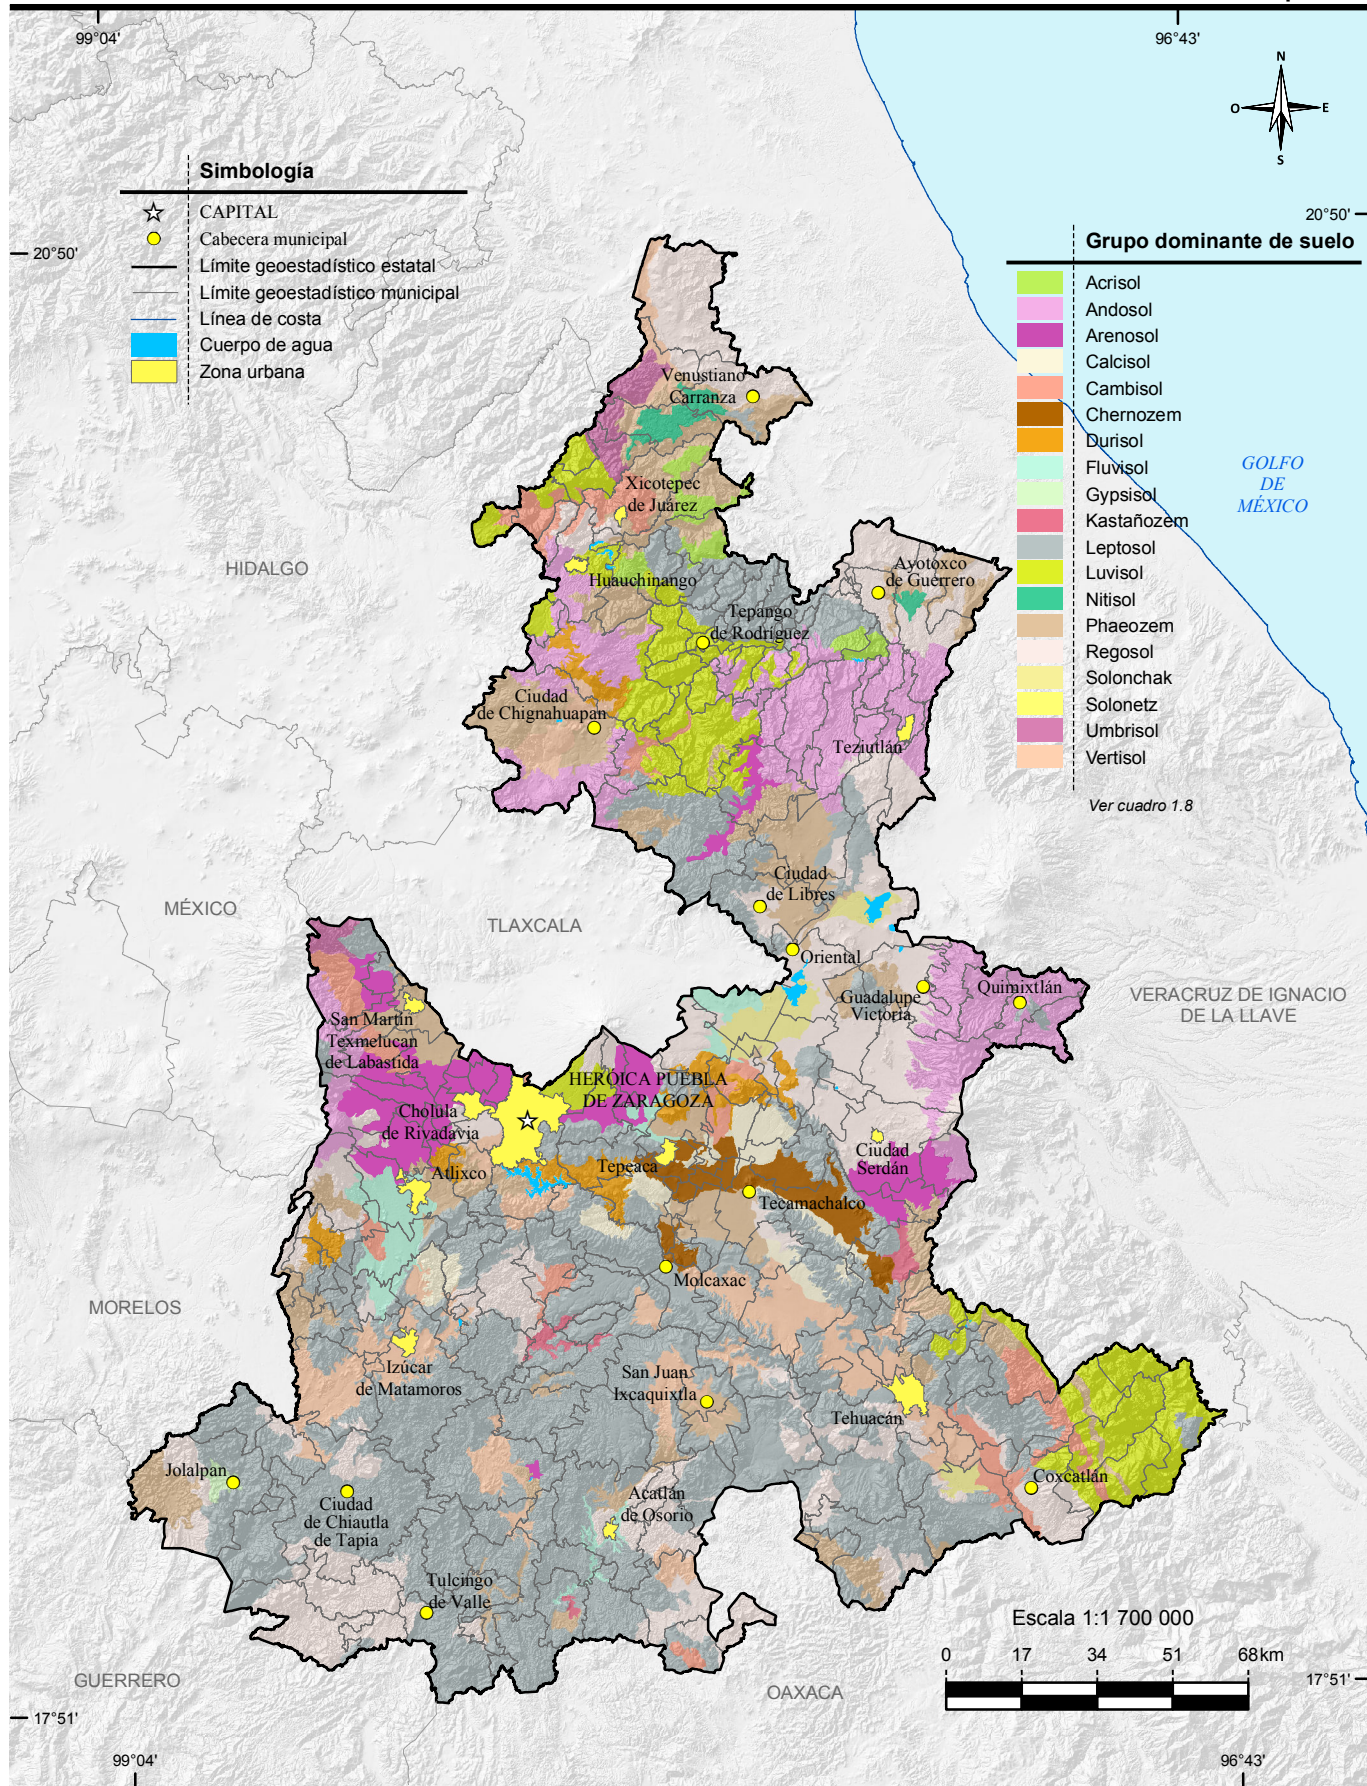 99°04'
96°43'
N
O
E
S
Simbología
CAPITAL
Cabecera municipal
Límite geoestadístico estatal
Límite geoestadístico municipal
Línea de costa
Cuerpo de agua
Zona urbana
20°50'
20°50'
Grupo dominante de suelo
Acrisol
Andosol
Arenosol
Calcisol
Cambisol
Chernozem
Durisol
Fluvisol
Gypsisol
Kastañozem
Leptosol
Luvisol
Nitisol
Phaeozem
Regosol
Solonchak
Solonetz
Umbrisol
Vertisol
Ver cuadro 1.8
GOLFO
DE
MÉXICO
Venustiano
Carranza
Xicotepec
de Juárez
HIDALGO
Huauchinango
Ayotoxco
de Guerrero
Tepango
de Rodríguez
Ciudad
de Chignahuapan
Teziutlán
Ciudad
de Libres
MÉXICO
TLAXCALA
Oriental
Guadalupe
Victoria
Quimixtlán
VERACRUZ DE IGNACIO
DE LA LLAVE
San Martín
Texmelucan
de Labastida
HERÓICA PUEBLA
DE ZARAGOZA
Cholula
de Rivadavia
Ciudad
Serdán
Atlixco
Tepeaca
Tecamachalco
Molcaxac
MORELOS
Izúcar
de Matamoros
San Juan
Ixcaquixtla
Tehuacán
Jolalpan
Coxcatlán
Ciudad
de Chiautla
de Tapia
Acatlán
de Osorio
Tulcingo
de Valle
GUERRERO
OAXACA
Escala 1:1 700 000
0 17 34 51 68km
17°51'
17°51'
99°04'
96°43'